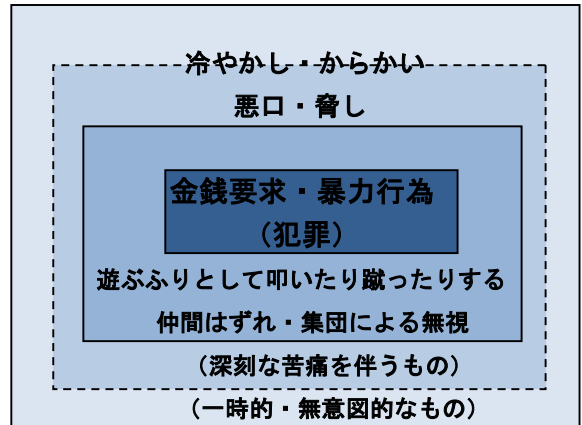 冷やかし・からかい
悪口・脅し
金銭要求・暴力行為
（犯罪）
遊ぶふりとして叩いたり蹴ったりする
仲間はずれ・集団による無視
（深刻な苦痛を伴うもの）
（一時的・無意図的なもの）